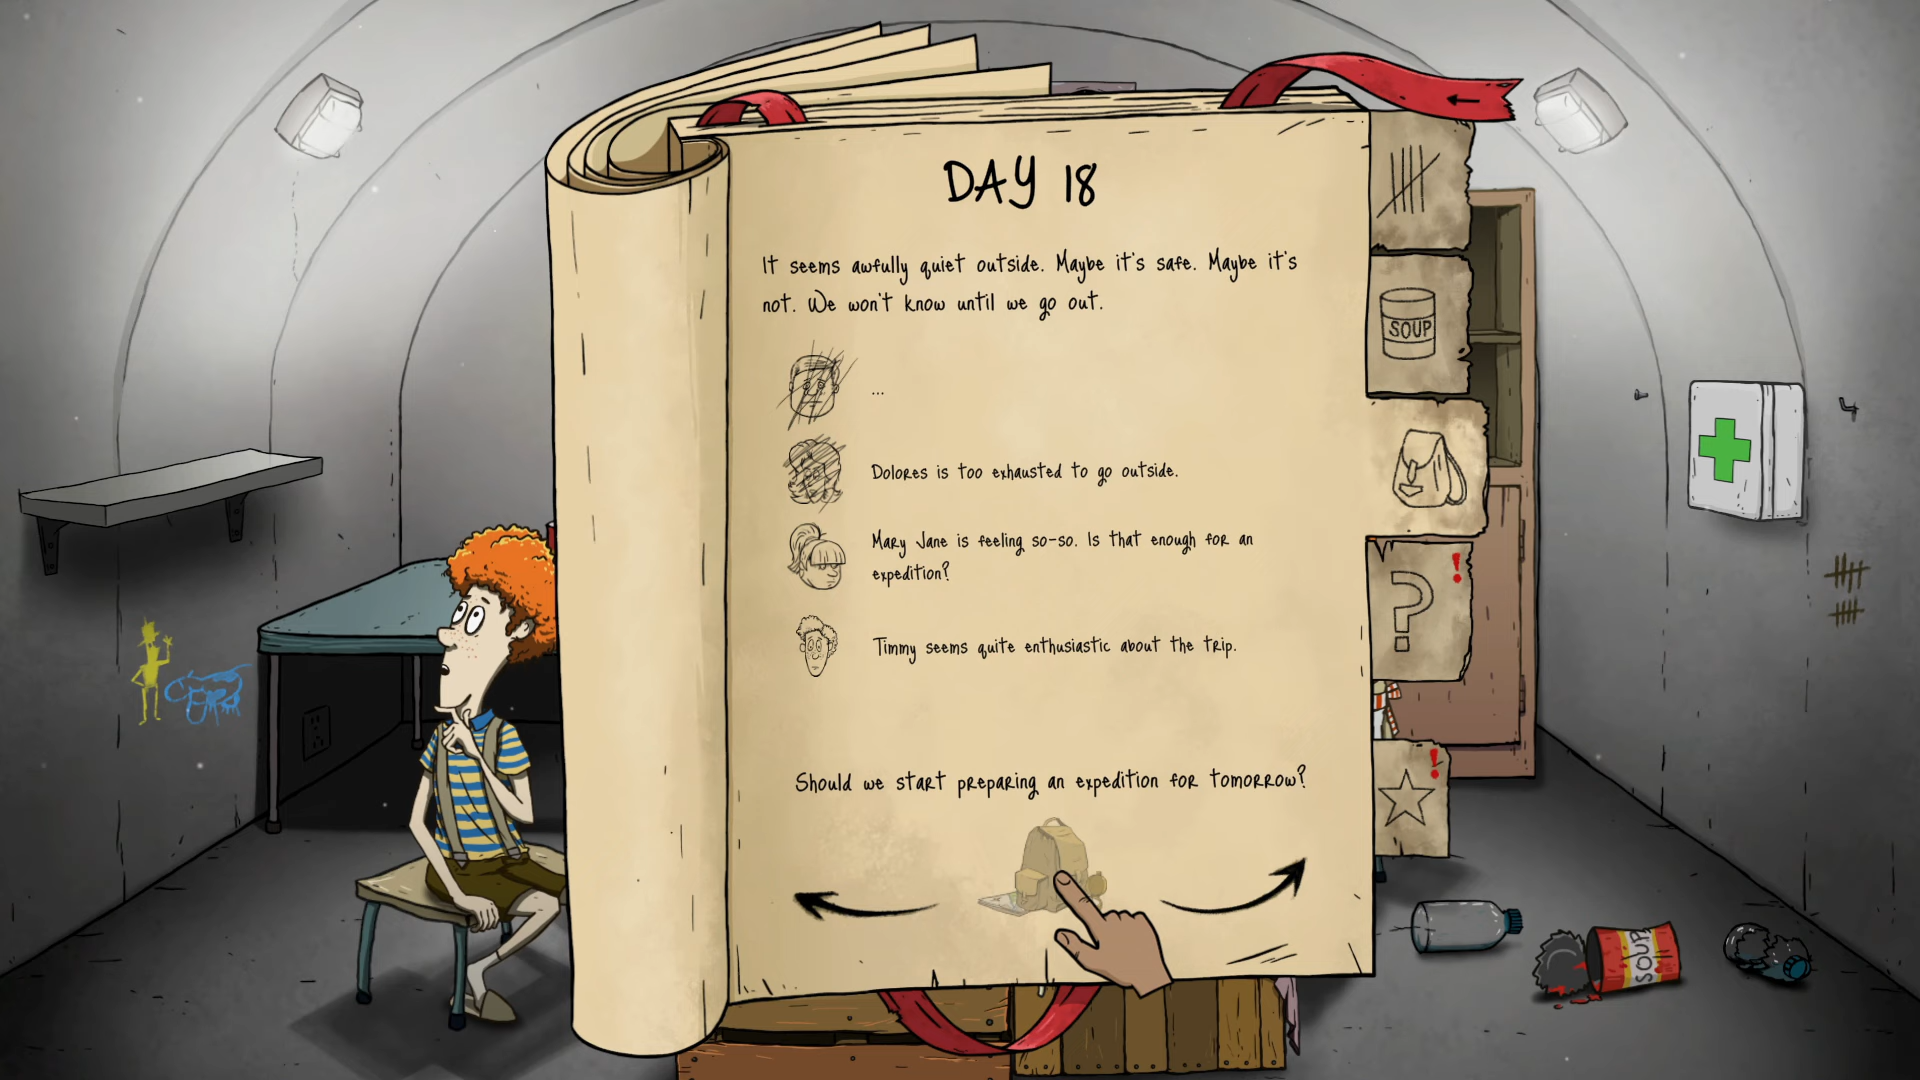 DAY 18
It seems awfully quiet outside. Maybe it's safe. Maybe it's
not. We won't know until we go out.
...
Dolores is too exhausted to go outside.
Mary Jane is feeling so-so. Is that enough for an
expedition?
Timmy seems quite enthusiastic about the trip.
Should we start preparing an expedition for tomorrow?
SOUP
?
!
!
SOUP